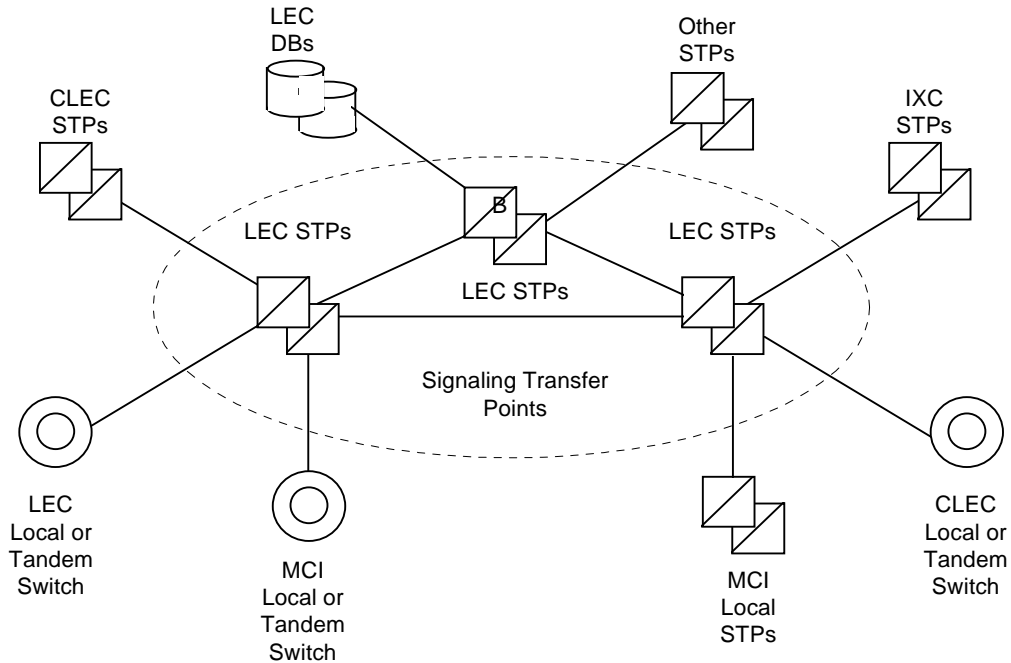 LEC
DBs
Other
STPs
CLEC
STPs
IXC
STPs
B
LEC STPs
LEC STPs
LEC STPs
Signaling Transfer
Points
LEC
Local or
Tandem
Switch
MCI
Local or
Tandem
Switch
MCI
Local
STPs
CLEC
Local or
Tandem
Switch